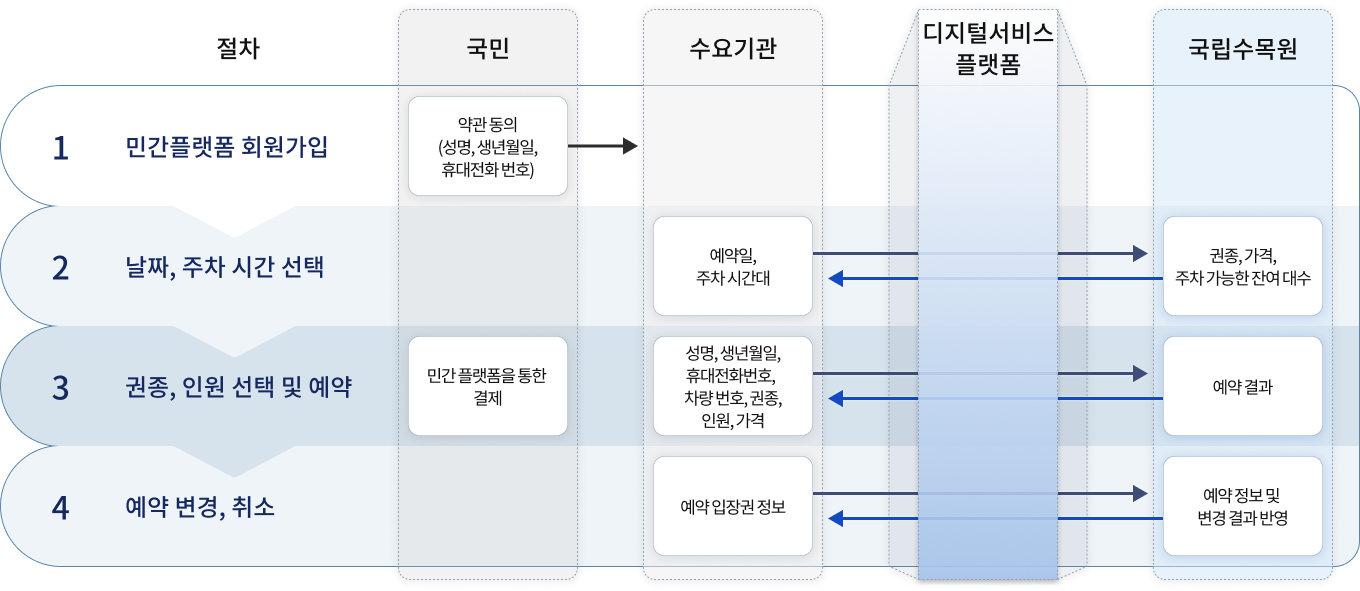 절차
국민
수요기관
디지털서비스
플랫폼
국립수목원
1
민간플랫폼 회원가입
약관 동의
(성명, 생년월일,
휴대전화 번호)
2
날짜, 주차 시간 선택
예약일,
주차 시간대
권종, 가격,
주차 가능한 잔여 대수
3
권종, 인원 선택 및 예약
민간 플랫폼을 통한
결제
성명, 생년월일,
휴대전화번호,
차량 번호, 권종,
인원, 가격
예약 결과
4
예약 변경, 취소
예약 입장권 정보
예약 정보 및
변경 결과 반영